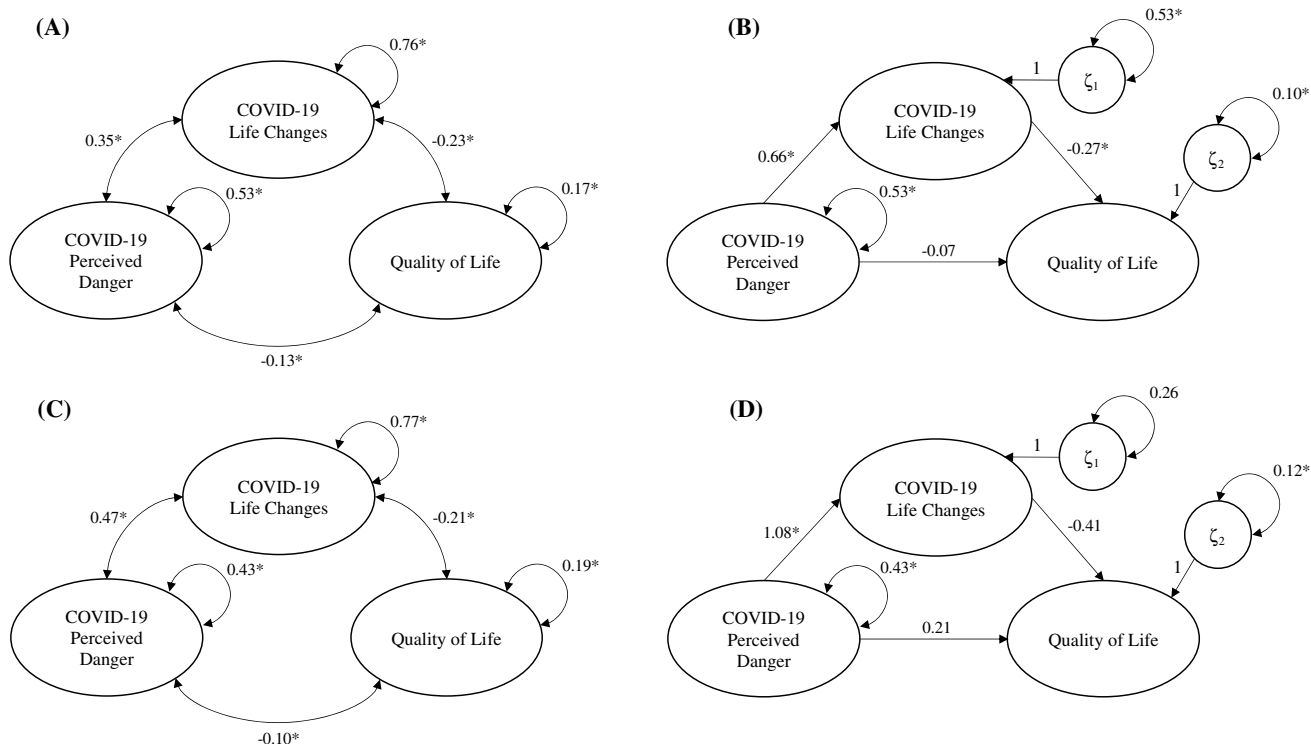 (A)
0.76*
COVID-19
Life Changes
0.35*
-0.23*
0.53*
0.17*
COVID-19
Perceived
Danger
Quality of Life
-0.13*
(B)
0.53*
1
ζ1
COVID-19
Life Changes
0.10*
0.66*
-0.27*
ζ2
0.53*
1
COVID-19
Perceived
Danger
-0.07
Quality of Life
(C)
0.77*
COVID-19
Life Changes
0.47*
-0.21*
0.43*
0.19*
COVID-19
Perceived
Danger
Quality of Life
-0.10*
(D)
0.26
1
ζ1
COVID-19
Life Changes
0.12*
1.08*
-0.41
ζ2
0.43*
1
COVID-19
Perceived
Danger
0.21
Quality of Life